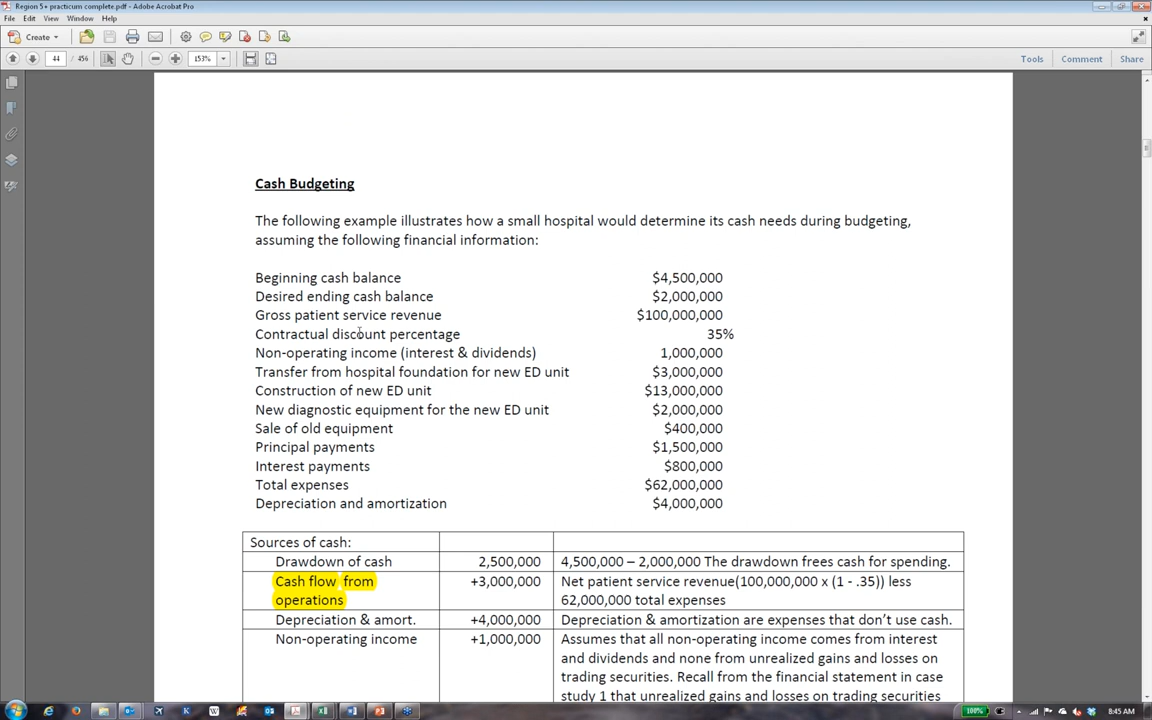 Region 5+ practicum complete.pdf - Adobe Acrobat Pro
File Edit View Window Help
Create
44 / 456 153% Tools Comment Share
Cash Budgeting
The following example illustrates how a small hospital would determine its cash needs during budgeting,
assuming the following financial information:
Beginning cash balance $4,500,000
Desired ending cash balance $2,000,000
Gross patient service revenue $100,000,000
Contractual discount percentage 35%
Non-operating income (interest & dividends) 1,000,000
Transfer from hospital foundation for new ED unit $3,000,000
Construction of new ED unit $13,000,000
New diagnostic equipment for the new ED unit $2,000,000
Sale of old equipment $400,000
Principal payments $1,500,000
Interest payments $800,000
Total expenses $62,000,000
Depreciation and amortization $4,000,000
Sources of cash:
Drawdown of cash 2,500,000 4,500,000 – 2,000,000 The drawdown frees cash for spending.
Cash flow from +3,000,000 Net patient service revenue(100,000,000 x (1 - .35)) less
operations 62,000,000 total expenses
Depreciation & amort. +4,000,000 Depreciation & amortization are expenses that don't use cash.
Non-operating income +1,000,000 Assumes that all non-operating income comes from interest
and dividends and none from unrealized gains and losses on
trading securities. Recall from the financial statement in case
study 1 that unrealized gains and losses on trading securities
100% 8:45 AM